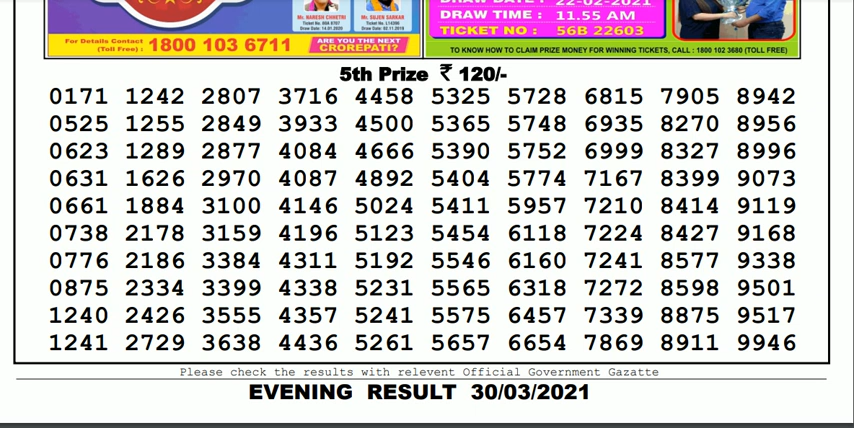 Mr. NARESH CHHETRI
Mr. SUJEN SARKAR
DRAW DATE : 22-02-2021
DRAW TIME : 11.55 AM
TICKET NO : 56B 22603
For Details Contact
(Toll Free) : 1800 103 6711
ARE YOU THE NEXT
CROREPATI?
TO KNOW HOW TO CLAIM PRIZE MONEY FOR WINNING TICKETS, CALL : 1800 102 3680 (TOLL FREE)
5th Prize ₹ 120/-
0171 1242 2807 3716 4458 5325 5728 6815 7905 8942
0525 1255 2849 3933 4500 5365 5748 6935 8270 8956
0623 1289 2877 4084 4666 5390 5752 6999 8327 8996
0631 1626 2970 4087 4892 5404 5774 7167 8399 9073
0661 1884 3100 4146 5024 5411 5957 7210 8414 9119
0738 2178 3159 4196 5123 5454 6118 7224 8427 9168
0776 2186 3384 4311 5192 5546 6160 7241 8577 9338
0875 2334 3399 4338 5231 5565 6318 7272 8598 9501
1240 2426 3555 4357 5241 5575 6457 7339 8875 9517
1241 2729 3638 4436 5261 5657 6654 7869 8911 9946
Please check the results with relevent Official Government Gazatte
EVENING RESULT 30/03/2021